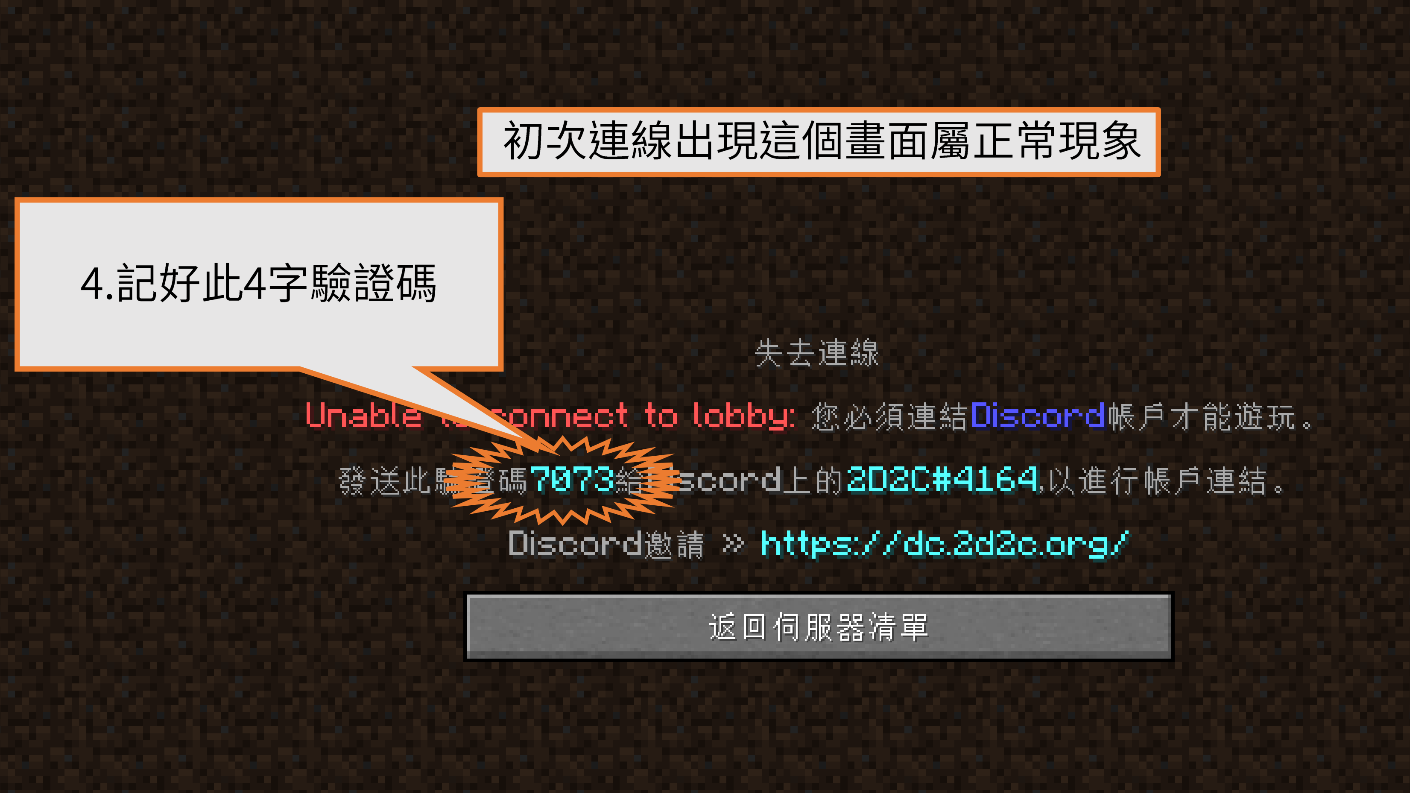 初次連線出現這個畫面屬正常現象
4.記好此4字驗證碼
失去連線
Unable to connect to lobby: 您必須連結Discord帳戶才能遊玩。
發送此驗證碼7073給Discord上的2D2C#4164,以進行帳戶連結。
Discord邀請 » https://dc.2d2c.org/
返回伺服器清單